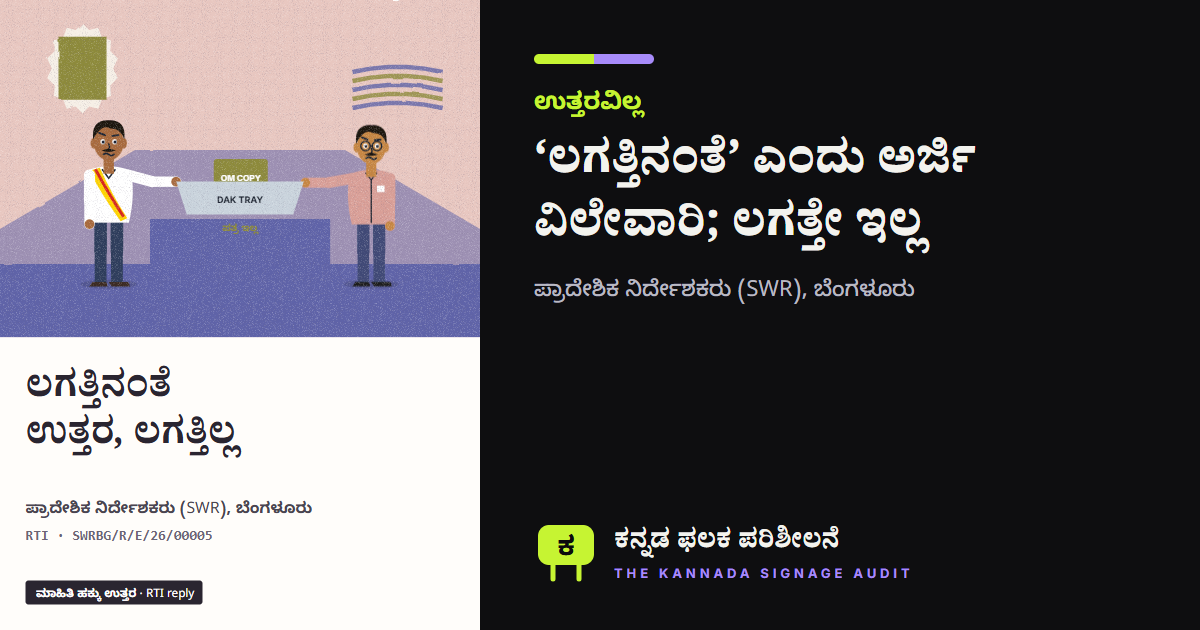 OM COPY
DAK TRAY
ಲಗತ್ತಿನಂತೆ
ಉತ್ತರ, ಲಗತ್ತಿಲ್ಲ
ಪ್ರಾದೇಶಿಕ ನಿರ್ದೇಶಕರು (SWR), ಬೆಂಗಳೂರು
RTI · SWRBG/R/E/26/00005
ಮಾಹಿತಿ ಹಕ್ಕು ಉತ್ತರ · RTI reply
ಉತ್ತರವಿಲ್ಲ
‘ಲಗತ್ತಿನಂತೆ’ ಎಂದು ಅರ್ಜಿ
ವಿಲೇವಾರಿ; ಲಗತ್ತೇ ಇಲ್ಲ
ಪ್ರಾದೇಶಿಕ ನಿರ್ದೇಶಕರು (SWR), ಬೆಂಗಳೂರು
ಕ
ಕನ್ನಡ ಫಲಕ ಪರಿಶೀಲನೆ
THE KANNADA SIGNAGE AUDIT